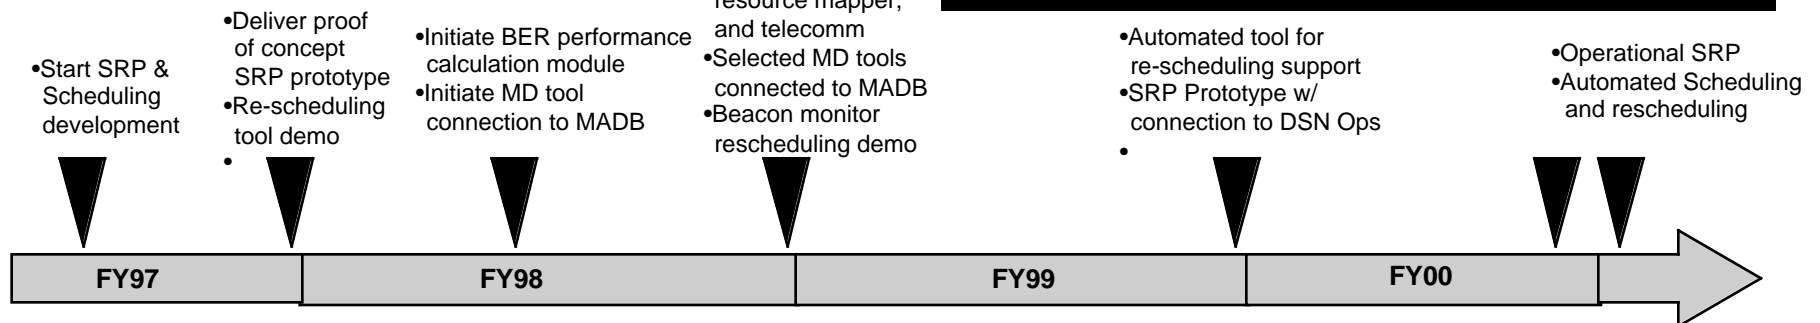 •Start SRP &
Scheduling
development
•Deliver proof
of concept
SRP prototype
•Re-scheduling
tool demo
•
•Initiate BER performance
calculation module
•Initiate MD tool
connection to MADB
resource mapper,
and telecomm
•Selected MD tools
connected to MADB
•Beacon monitor
rescheduling demo
•Automated tool for
re-scheduling support
•SRP Prototype w/
connection to DSN Ops
•
•Operational SRP
•Automated Scheduling
and rescheduling
FY97
FY98
FY99
FY00